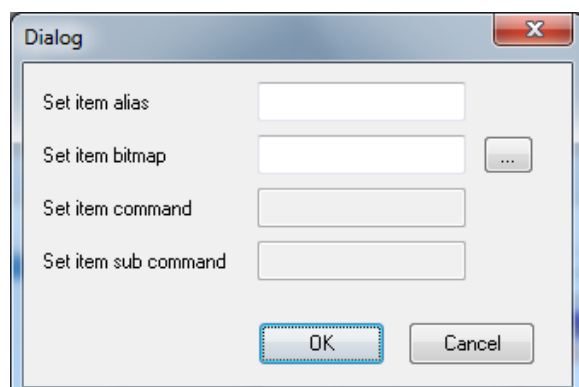 Dialog
Set item alias
Set item bitmap
...
Set item command
Set item sub command
OK
Cancel